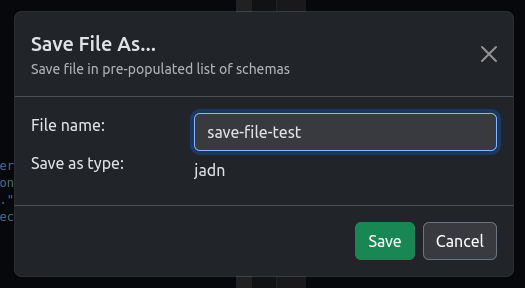 Save File As...
Save file in pre-populated list of schemas
File name:
save-file-test
Save as type:
jadn
Save
Cancel